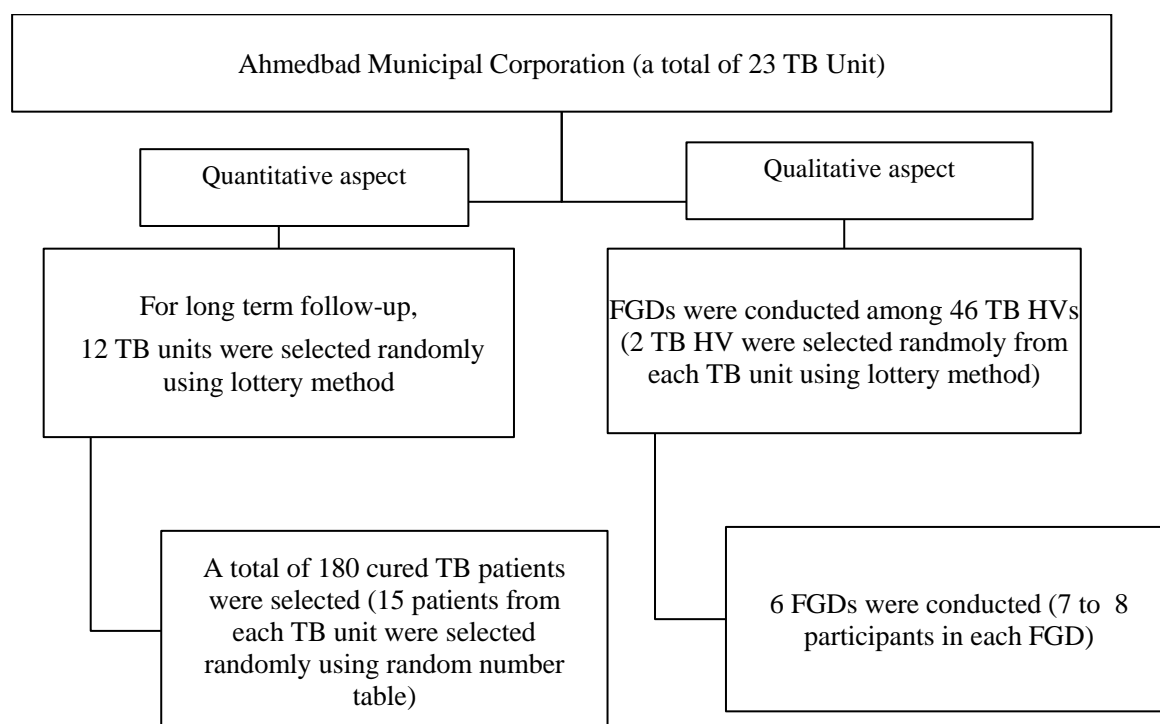 Ahmedbad Municipal Corporation (a total of 23 TB Unit)
Quantitative aspect
Qualitative aspect
For long term follow-up,
12 TB units were selected randomly
using lottery method
FGDs were conducted among 46 TB HVs
(2 TB HV were selected randmoly from
each TB unit using lottery method)
A total of 180 cured TB patients
were selected (15 patients from
each TB unit were selected
randomly using random number
table)
6 FGDs were conducted (7 to 8
participants in each FGD)